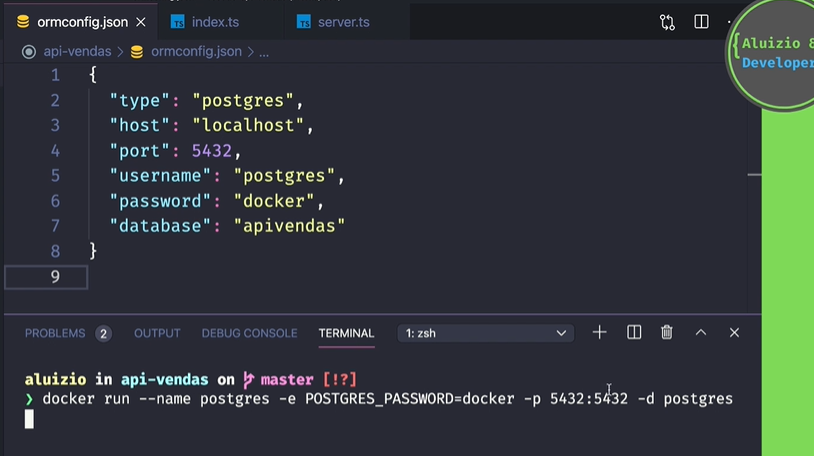 ormconfig.json × TS index.ts TS server.ts
api-vendas > ormconfig.json > ...
{ Aluizio &
Developer
1 {
2 "type": "postgres",
3 "host": "localhost",
4 "port": 5432,
5 "username": "postgres",
6 "password": "docker",
7 "database": "apivendas"
8 }
9
PROBLEMS 2 OUTPUT DEBUG CONSOLE TERMINAL 1: zsh
aluizio in api-vendas on master [!?]
❯ docker run --name postgres -e POSTGRES_PASSWORD=docker -p 5432:5432 -d postgres